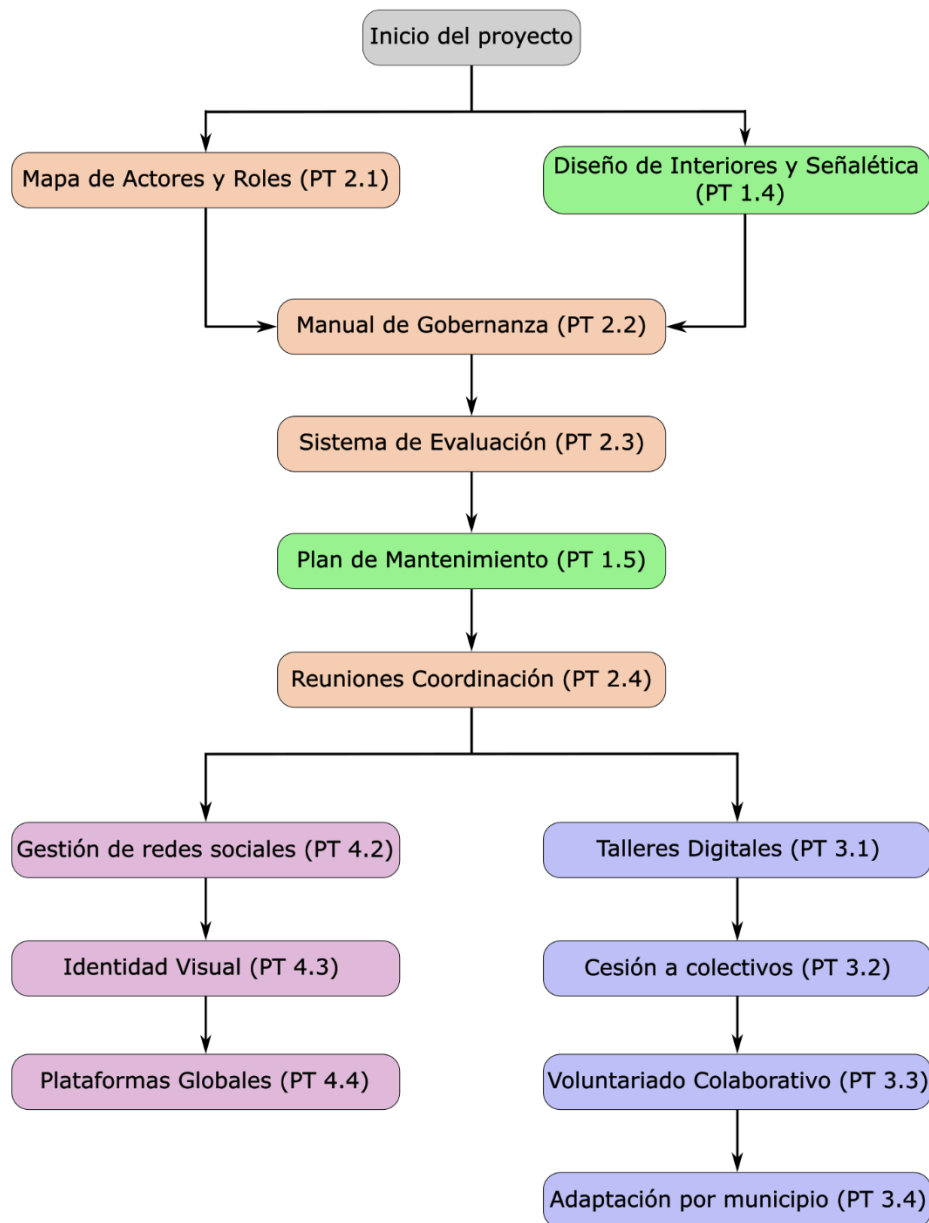 Inicio del proyecto
Mapa de Actores y Roles (PT 2.1)
Diseño de Interiores y Señalética
(PT 1.4)
Manual de Gobernanza (PT 2.2)
Sistema de Evaluación (PT 2.3)
Plan de Mantenimiento (PT 1.5)
Reuniones Coordinación (PT 2.4)
Gestión de redes sociales (PT 4.2)
Talleres Digitales (PT 3.1)
Identidad Visual (PT 4.3)
Cesión a colectivos (PT 3.2)
Plataformas Globales (PT 4.4)
Voluntariado Colaborativo (PT 3.3)
Adaptación por municipio (PT 3.4)